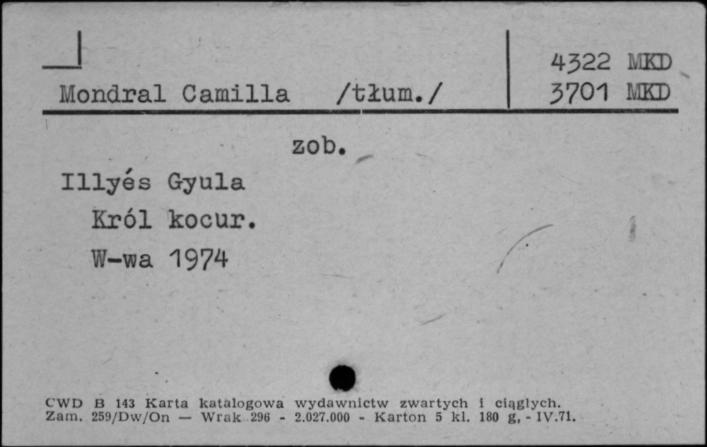 4322 MKD
Mondral Camilla /tłum./ 3701 MKD
zob.
Illyés Gyula
Król kocur.
W-wa 1974
CWD B 143 Karta katalogowa wydawnictw zwartych i ciągłych.
Zam. 259/Dw/On — Wrak 296 - 2.027.000 - Karton 5 kl. 180 g, - IV.71.